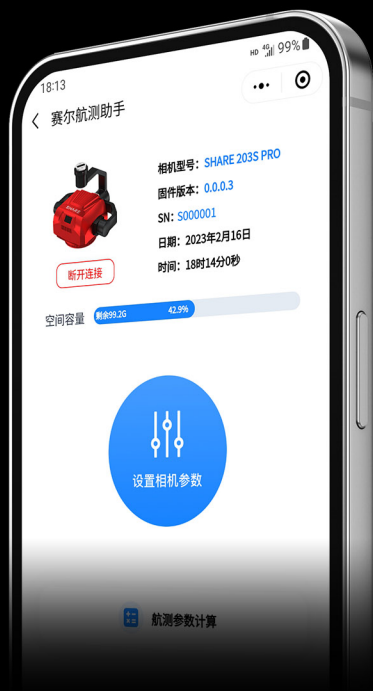 18:13
HD 4G 99%
赛尔航测助手
相机型号：SHARE 203S PRO
固件版本：0.0.0.3
SN：S000001
日期：2023年2月16日
时间：18时14分0秒
断开连接
空间容量 剩余99.2G 42.9%
设置相机参数
航测参数计算